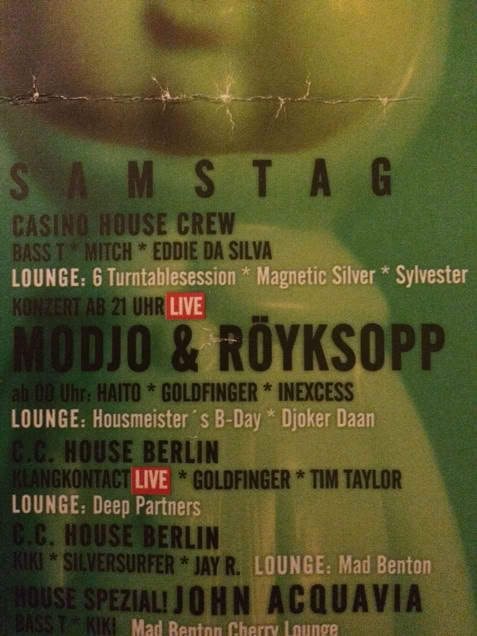 SAMSTAG
CASINO HOUSE CREW
BASS T * MITCH * EDDIE DA SILVA
LOUNGE: 6 Turntablesession * Magnetic Silver * Sylvester
KONZERT AB 21 UHR LIVE
MODJO & RÖYKSOPP
ab 00 Uhr: HAITO * GOLDFINGER * INEXCESS
LOUNGE: Housmeister´s B-Day * Djoker Daan
C.C. HOUSE BERLIN
KLANGKONTACT LIVE * GOLDFINGER * TIM TAYLOR
LOUNGE: Deep Partners
C.C. HOUSE BERLIN
KIKI * SILVERSURFER * JAY R. LOUNGE: Mad Benton
HOUSE SPEZIAL! JOHN ACQUAVIA
BASS T * KIKI Mad Benton Cherry Lounge